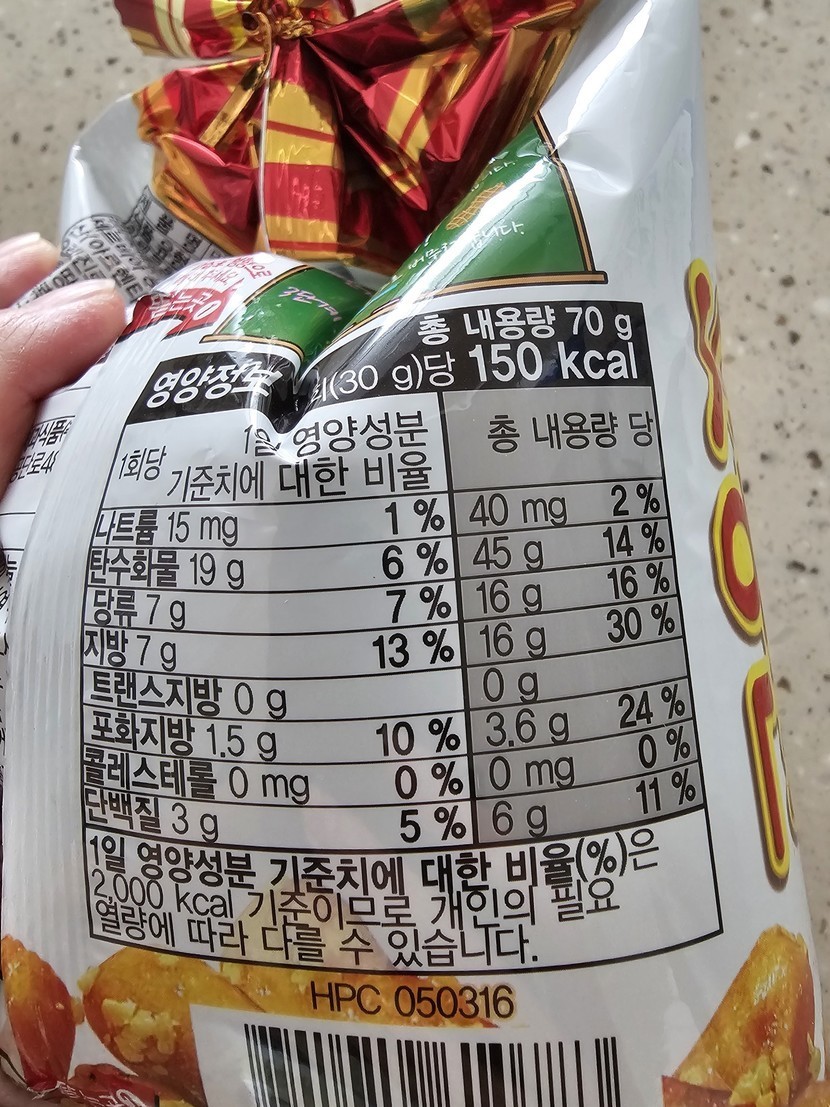 총 내용량 70 g
영양정보
(30 g)당 150 kcal
1회당 1일 영양성분 기준치에 대한 비율 총 내용량 당
나트륨 15 mg 1 % 40 mg 2 %
탄수화물 19 g 6 % 45 g 14 %
당류 7 g 7 % 16 g 16 %
지방 7 g 13 % 16 g 30 %
트랜스지방 0 g 0 g
포화지방 1.5 g 10 % 3.6 g 24 %
콜레스테롤 0 mg 0 % 0 mg 0 %
단백질 3 g 5 % 6 g 11 %
1일 영양성분 기준치에 대한 비율(%)은
2,000 kcal 기준이므로 개인의 필요
열량에 따라 다를 수 있습니다.
HPC 050316